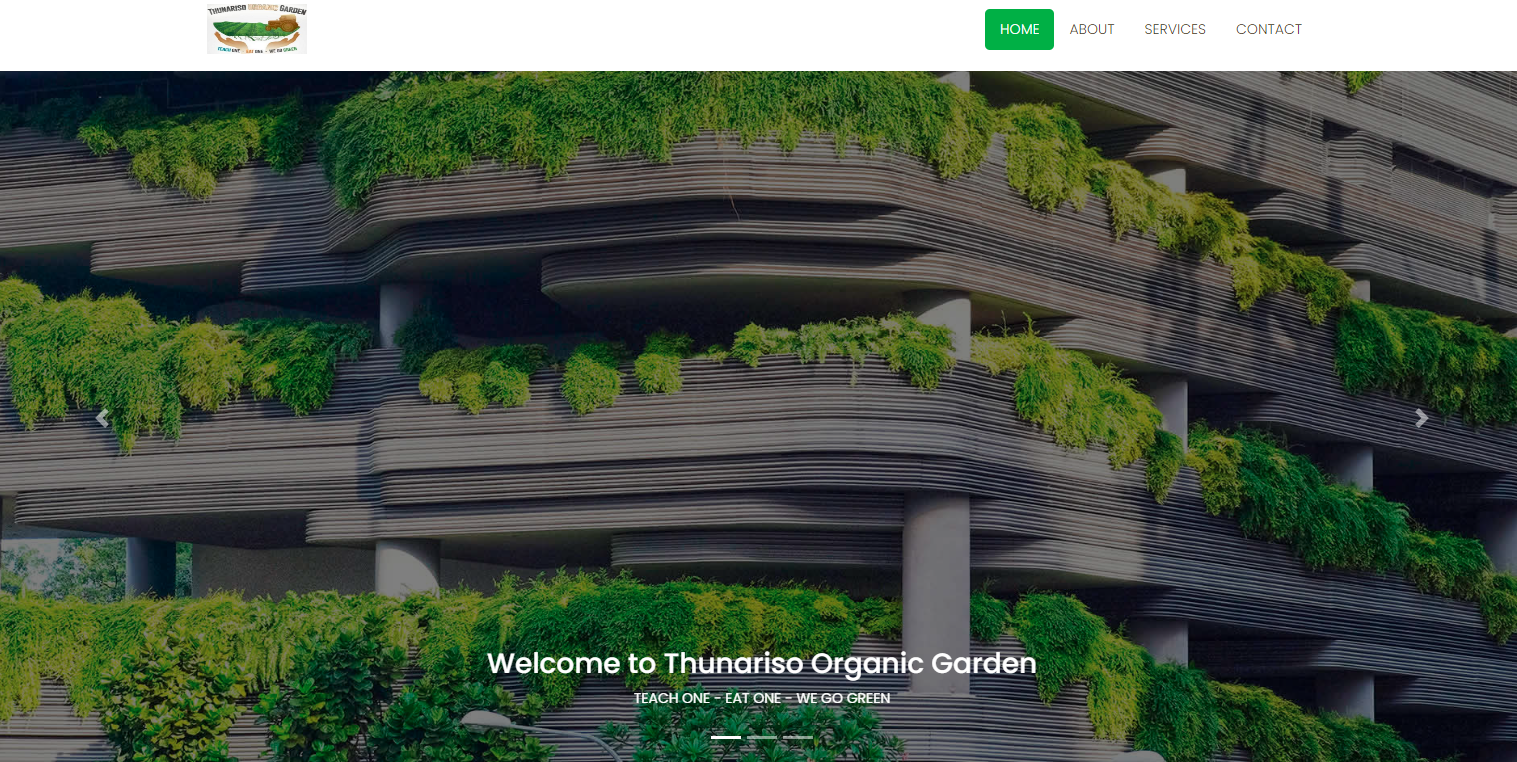 THUNARISO ORGANIC GARDEN
TEACH ONE - EAT ONE - WE GO GREEN
HOME
ABOUT
SERVICES
CONTACT
Welcome to Thunariso Organic Garden
TEACH ONE - EAT ONE - WE GO GREEN